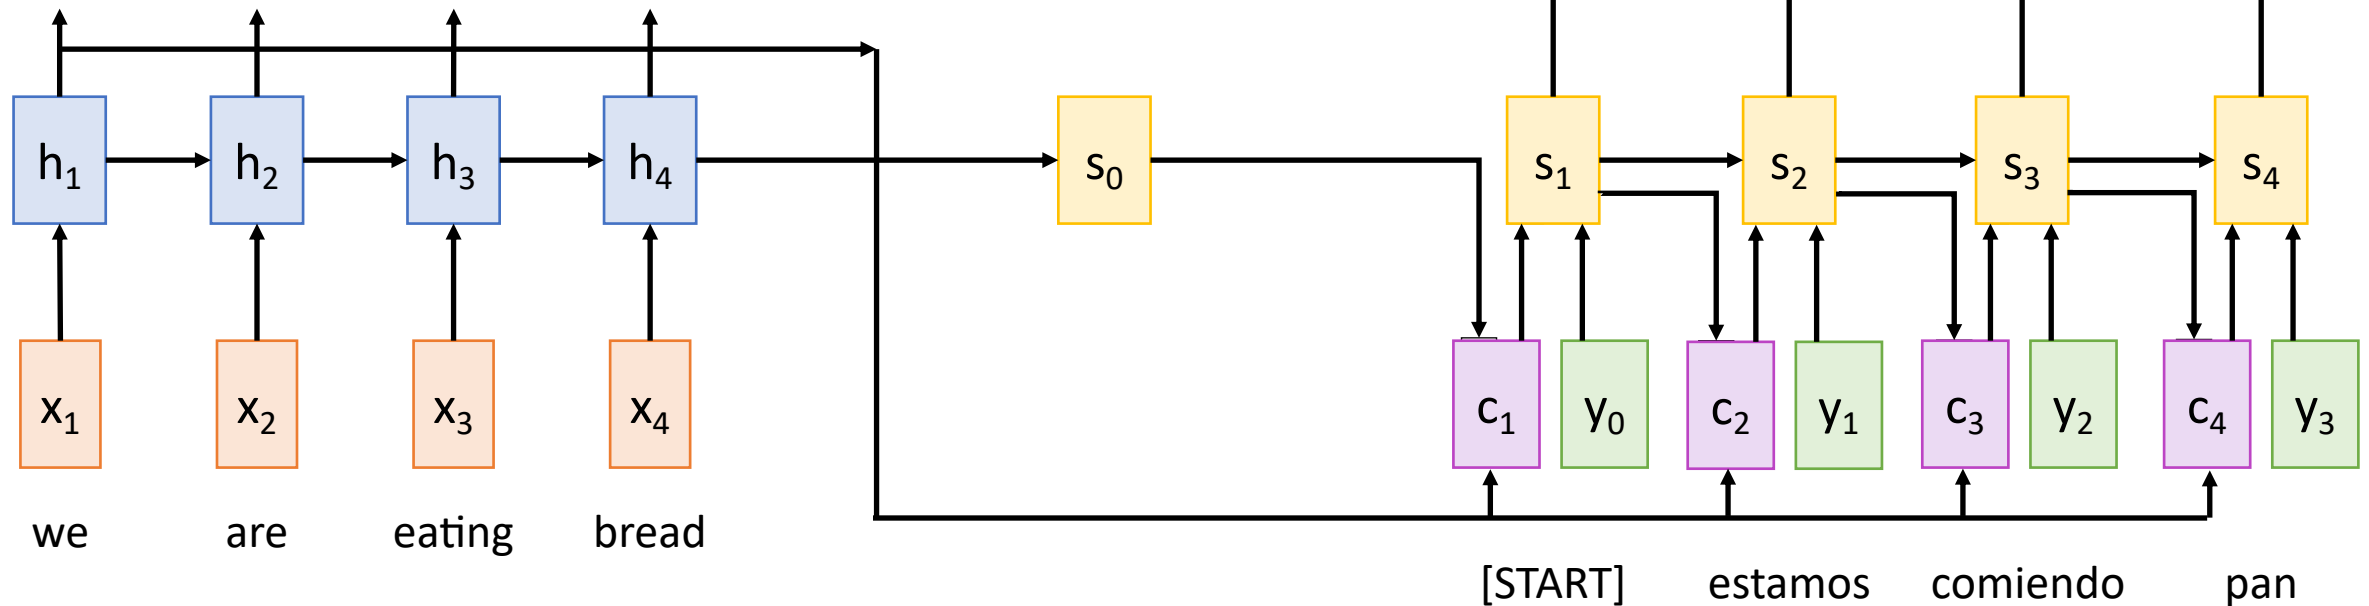 h₁ h₂ h₃ h₄ s₀ s₁ s₂ s₃ s₄
x₁ x₂ x₃ x₄ c₁ y₀ c₂ y₁ c₃ y₂ c₄ y₃
we are eating bread
[START] estamos comiendo pan